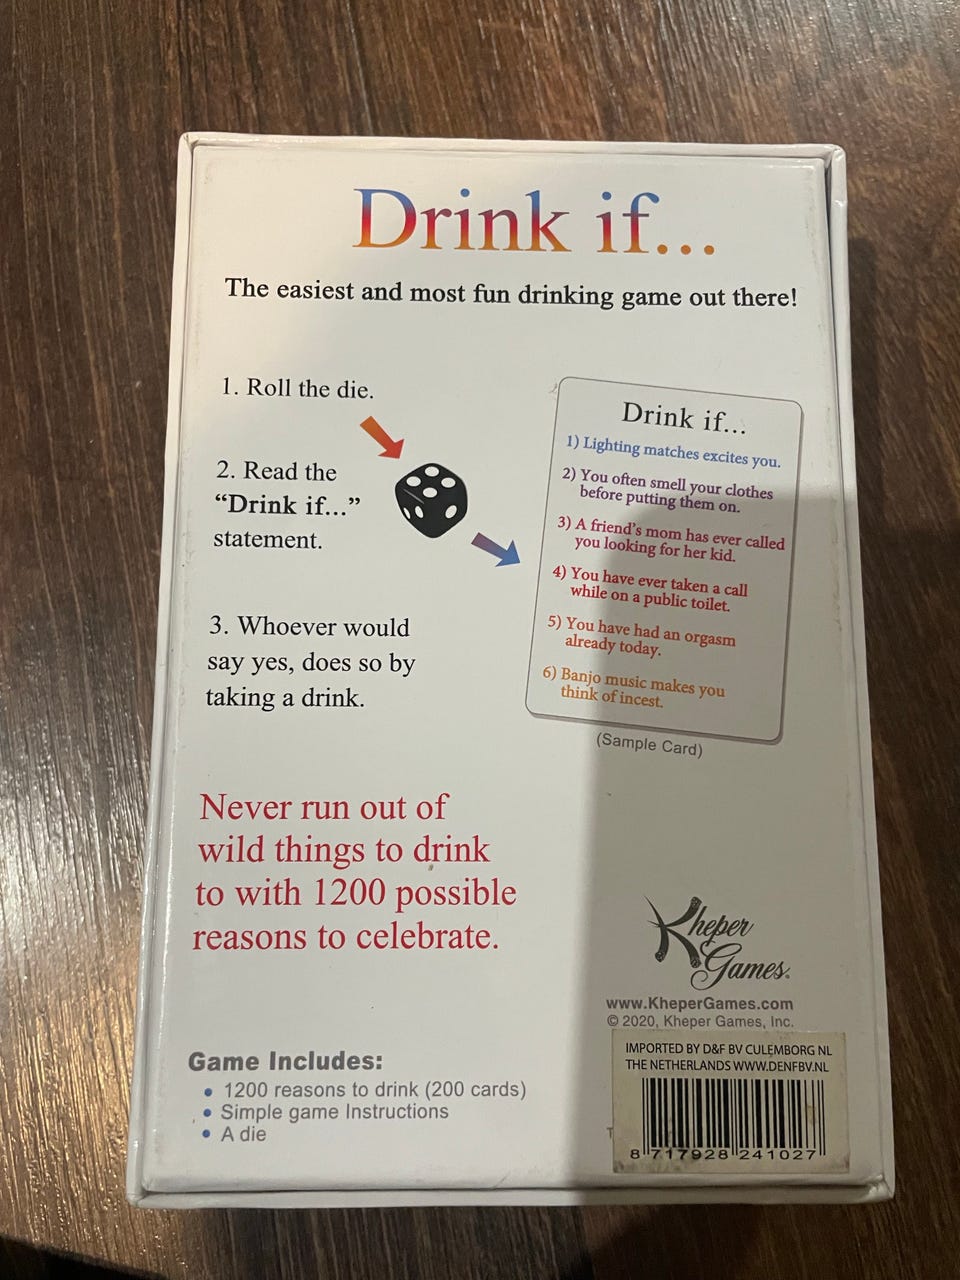 Drink if...
The easiest and most fun drinking game out there!
1. Roll the die.
2. Read the
“Drink if...”
statement.
3. Whoever would
say yes, does so by
taking a drink.
Drink if...
1) Lighting matches excites you.
2) You often smell your clothes
before putting them on.
3) A friend's mom has ever called
you looking for her kid.
4) You have ever taken a call
while on a public toilet.
5) You have had an orgasm
already today.
6) Banjo music makes you
think of incest.
(Sample Card)
Never run out of
wild things to drink
to with 1200 possible
reasons to celebrate.
Kheper
Games®
www.KheperGames.com
© 2020, Kheper Games, Inc.
Game Includes:
• 1200 reasons to drink (200 cards)
• Simple game Instructions
• A die
IMPORTED BY D&F BV CULEMBORG NL
THE NETHERLANDS WWW.DENFBV.NL
8 717928 241027